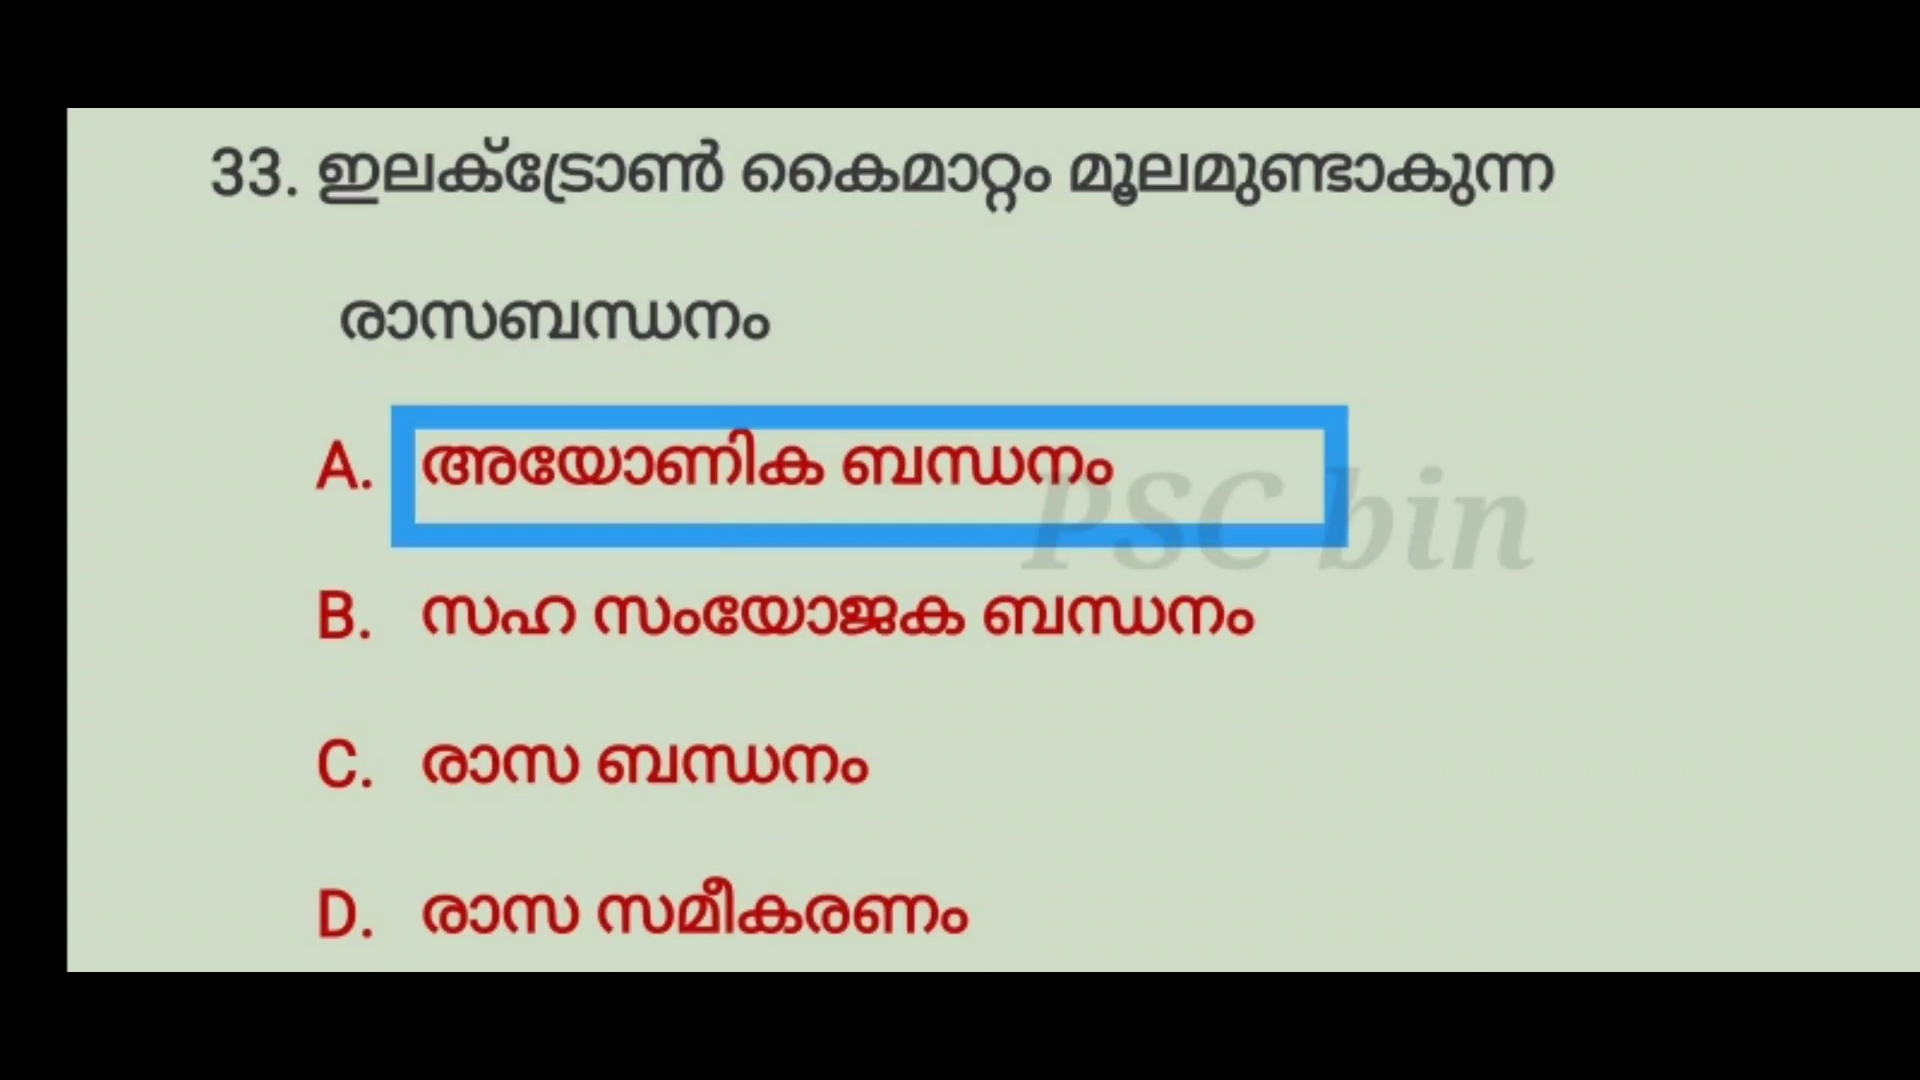 33. ഇലക്ട്രോൺ കൈമാറ്റം മൂലമുണ്ടാകുന്ന
രാസബന്ധനം
A. അയോണിക ബന്ധനം
PSC bin
B. സഹ സംയോജക ബന്ധനം
C. രാസ ബന്ധനം
D. രാസ സമീകരണം